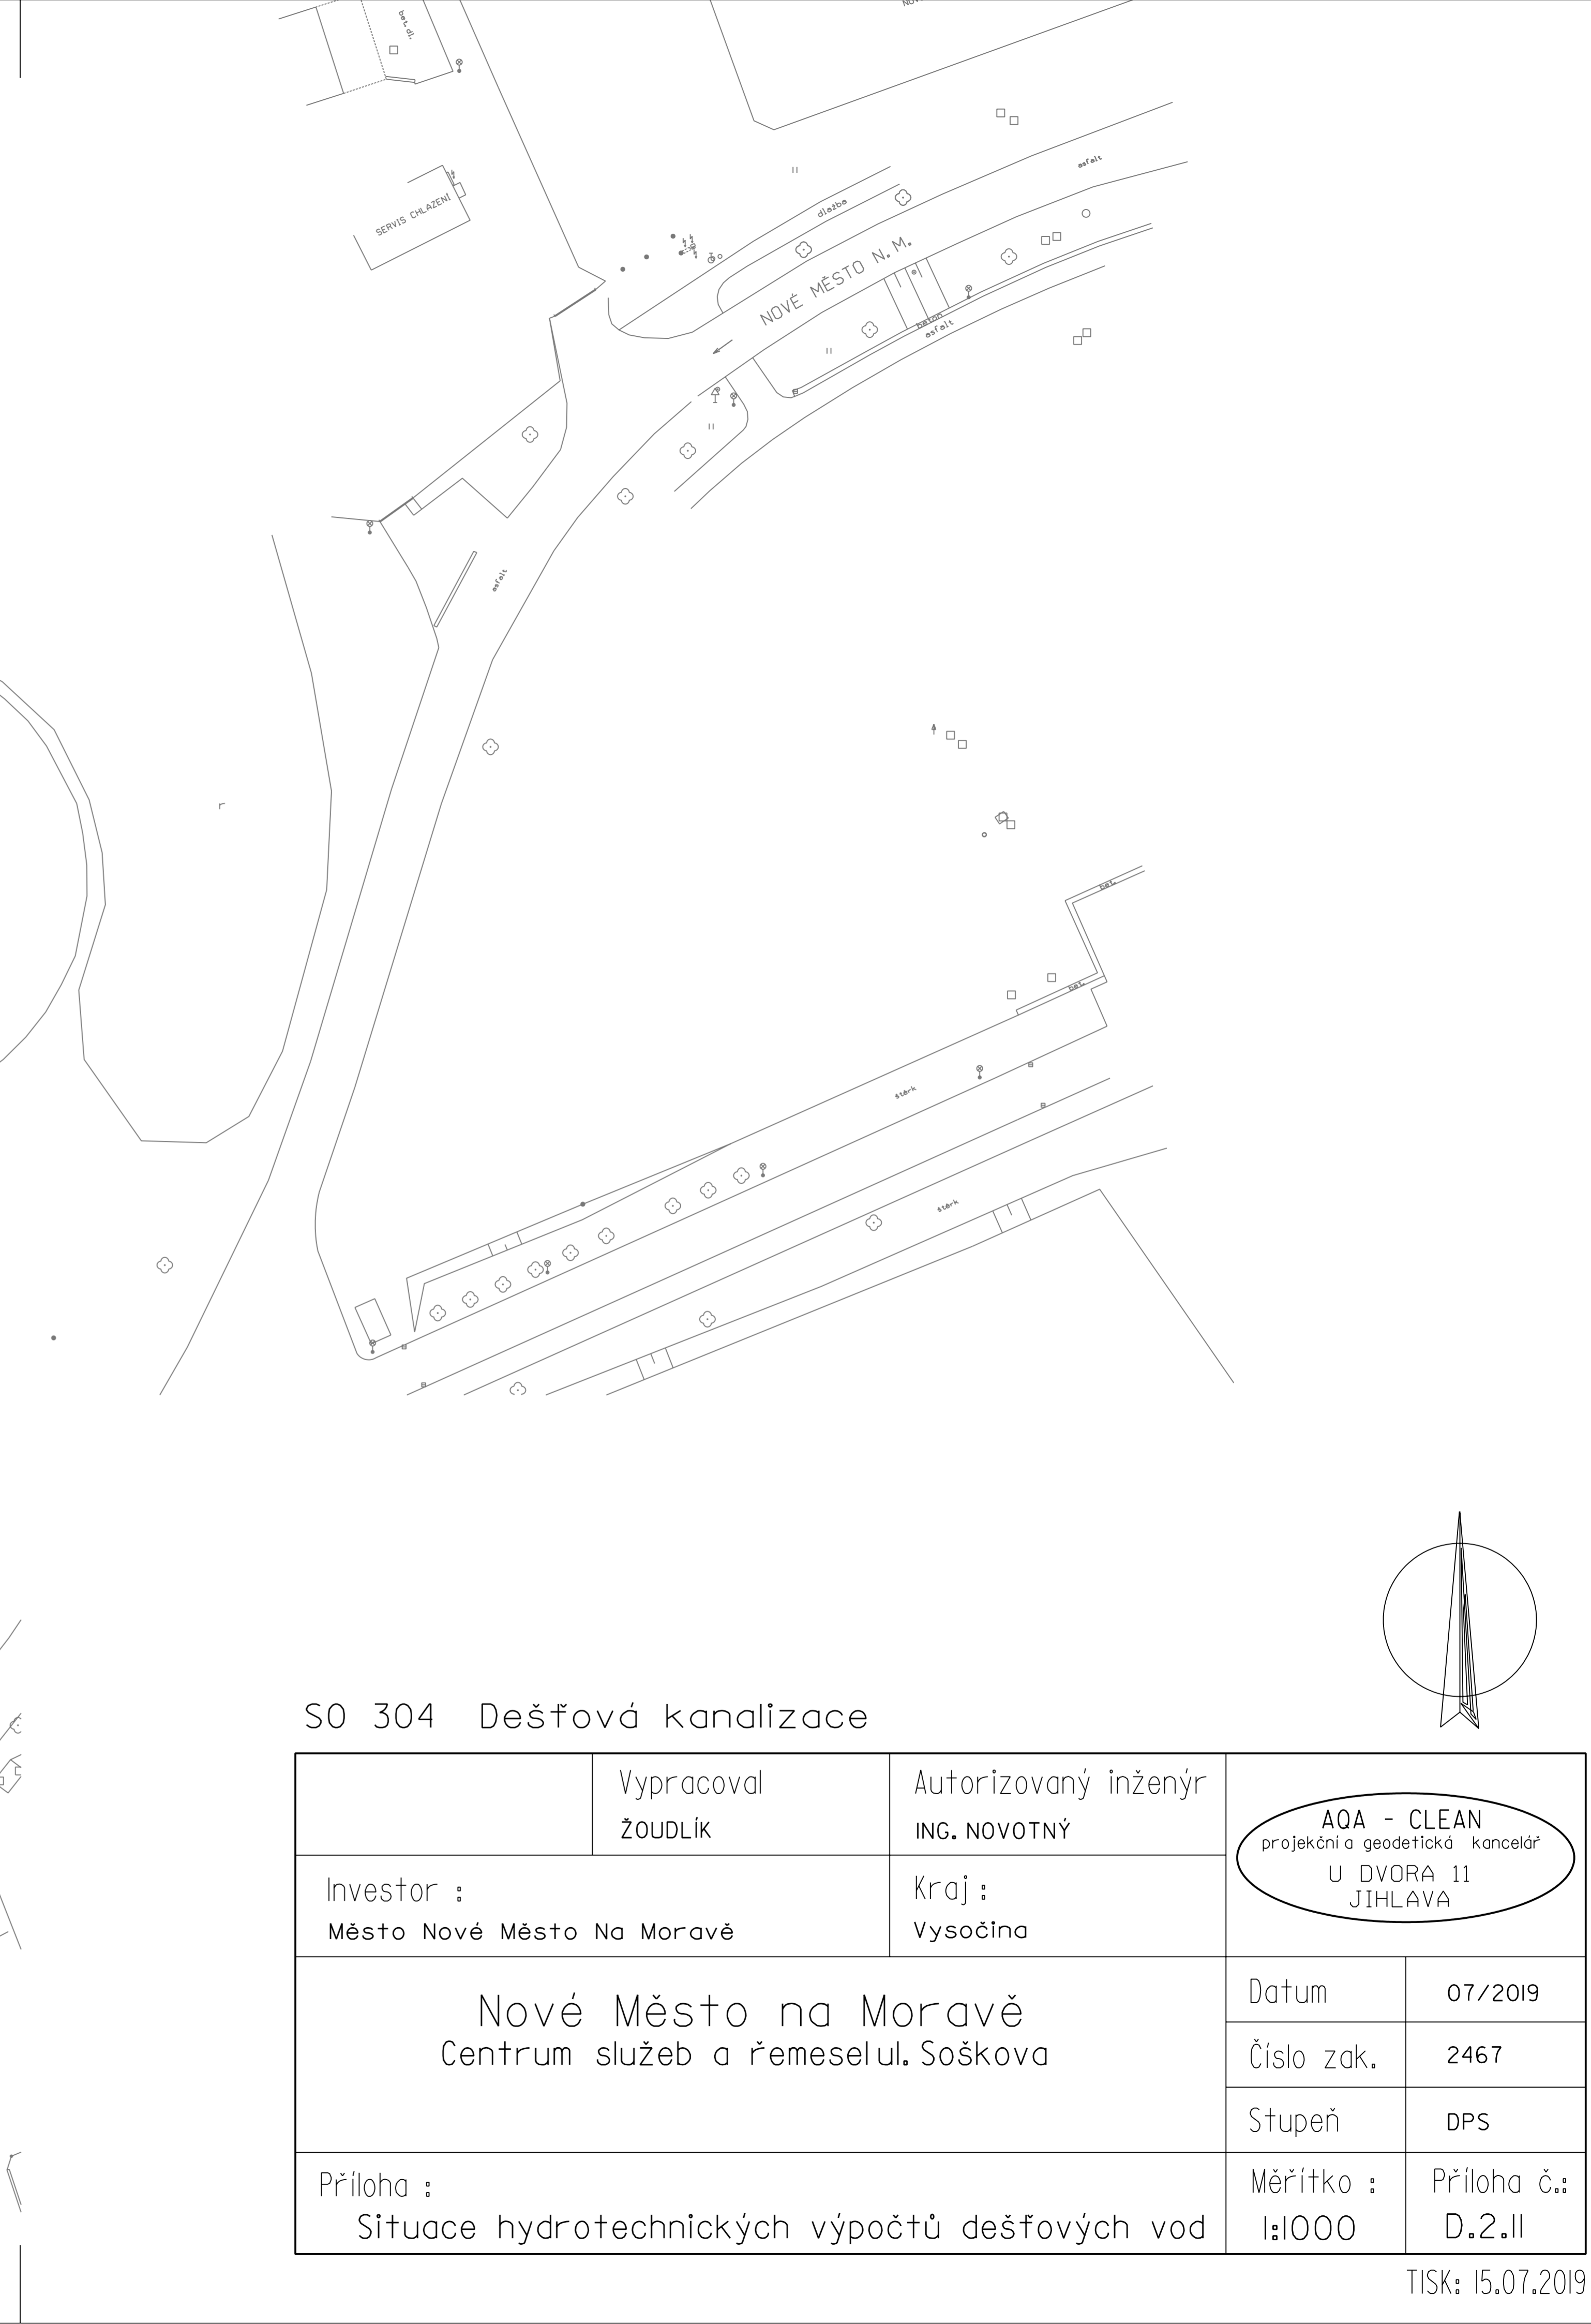 bet.dl.
SERVIS CHLAZENÍ
asfalt
dlažba
NOVÉ MĚSTO N. M.
beton
asfalt
asfalt
bet.
bet.
štěrk
štěrk
SO 304 Dešťová kanalizace
Vypracoval
ŽOUDLÍK
Autorizovaný inženýr
ING. NOVOTNÝ
AQA - CLEAN
projekční a geodetická kancelář
U DVORA 11
JIHLAVA
Investor :
Město Nové Město Na Moravě
Kraj :
Vysočina
Nové Město na Moravě
Centrum služeb a řemesel ul. Soškova
Datum
07/2019
Číslo zak.
2467
Stupeň
DPS
Příloha :
Situace hydrotechnických výpočtů dešťových vod
Měřítko :
1:1000
Příloha č.:
D.2.11
TISK: 15.07.2019